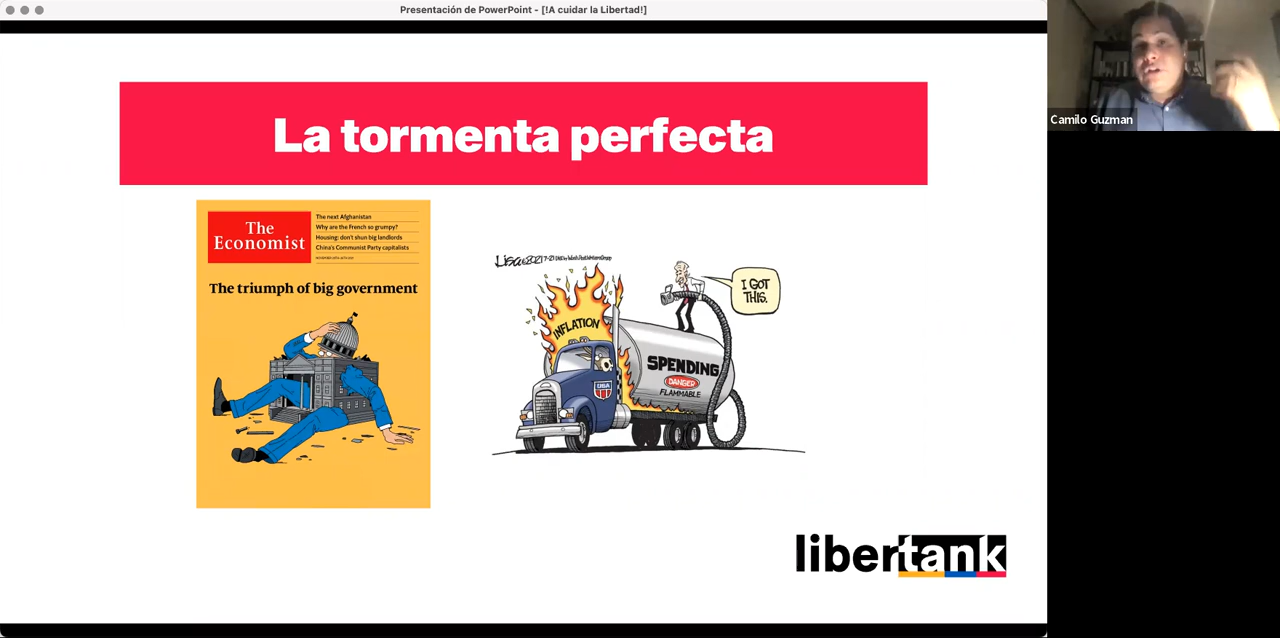 Presentación de PowerPoint - [!A cuidar la Libertad!]
Camilo Guzman
La tormenta perfecta
The
Economist
The next Afghanistan
Why are the French so grumpy?
Housing: don't shun big landlords
China's Communist Party capitalists
The triumph of big government
I GOT
THIS.
INFLATION
SPENDING
DANGER
FLAMMABLE
USA
libertank